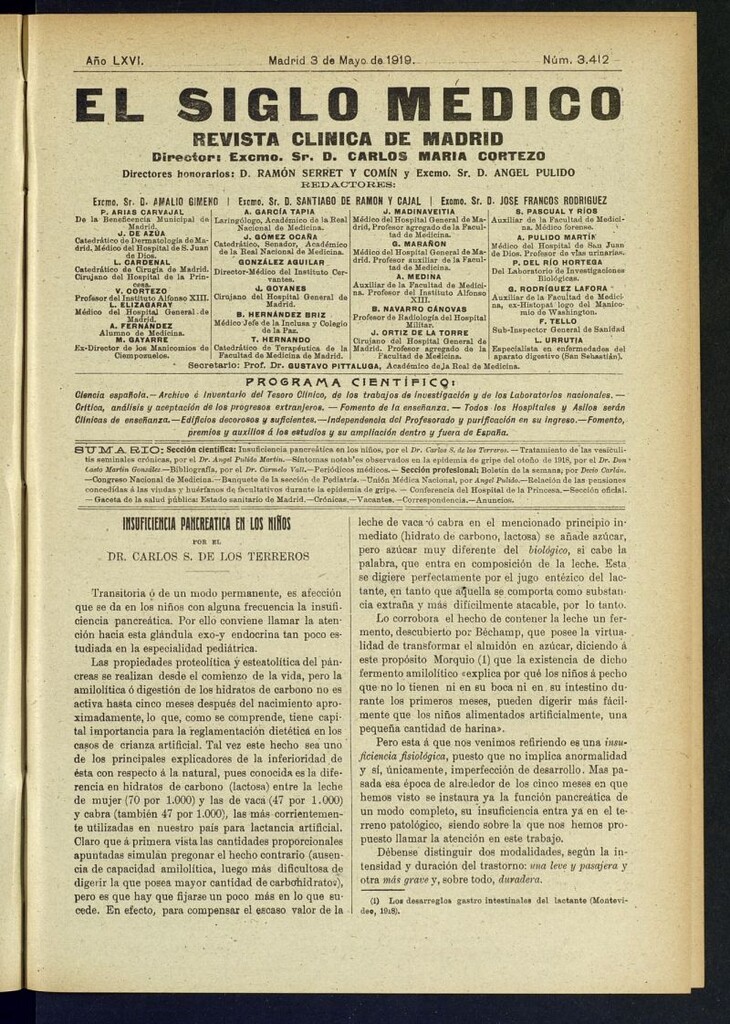 Año LXVI. Madrid 3 de Mayo de 1919. Núm. 3.412
EL SIGLO MÉDICO
REVISTA CLINICA DE MADRID
Director: Excmo. Sr. D. CARLOS MARIA CORTEZO
Directores honorarios: D. RAMÓN SERRET Y COMÍN y Excmo. Sr. D. ANGEL PULIDO
REDACTORES:
Excmo. Sr. D. AMALIO GIMENO | Excmo. Sr. D. SANTIAGO DE RAMON Y CAJAL | Excmo. Sr. D. JOSE FRANCOS RODRIGUEZ
P. ARIAS CARVAJAL
De la Beneficencia Municipal de
Madrid.
J. DE AZUA
Catedrático de Dermatología de Ma-
drid. Médico del Hospital de S. Juan
de Dios.
L. CARDENAL
Catedrático de Cirugía de Madrid.
Cirujano del Hospital de la Prin-
cesa.
V. CORTEZO
Profesor del Instituto Alfonso XIII.
L. ELIZAGARAY
Médico del Hospital General de
Madrid.
A. FERNÁNDEZ
Alumno de Medicina.
M. GAYARRE
Ex-Director de los Manicomios de
Ciempozuelos.
A. GARCÍA TAPIA
Laringólogo, Académico de la Real
Nacional de Medicina.
J. GÓMEZ OCAÑA
Catedrático, Senador, Académico
de la Real Nacional de Medicina.
GONZÁLEZ AGUILAR
Director-Médico del Instituto Cer-
vantes.
J. GOYANES
Cirujano del Hospital General de
Madrid.
B. HERNÁNDEZ BRIZ
Médico Jefe de la Inclusa y Colegio
de la Paz.
T. HERNANDO
Catedrático de Terapéutica de la
Facultad de Medicina de Madrid.
J. MADINAVEITIA
Médico del Hospital General de Ma-
drid, Profesor agregado de la Facul-
tad de Medicina.
G. MARAÑON
Médico del Hospital General de Ma-
drid. Profesor auxiliar de la Facul-
tad de Medicina.
A. MEDINA
Auxiliar de la Facultad de Medici-
na. Profesor del Instituto Alfonso
XIII.
B. NAVARRO CÁNOVAS
Profesor de Radiología del Hospital
Militar.
J. ORTIZ DE LA TORRE
Cirujano del Hospital General de
Madrid. Profesor agregado de la
Facultad de Medicina.
S. PASCUAL Y RÍOS
Auxiliar de la Facultad de Medici-
na. Médico forense.
A. PULIDO MARTÍN
Médico del Hospital de San Juan
de Dios. Profesor de vías urinarias.
P. DEL RÍO HORTEGA
Del Laboratorio de Investigaciones
Biológicas.
G. RODRÍGUEZ LAFORA
Auxiliar de la Facultad de Medici-
na, ex-Histopat logo del Manico-
mio de Washington.
F. TELLO
Sub-Inspector General de Sanidad
L. URRUTIA
Especialista en enfermedades del
aparato digestivo (San Sebastián).
Secretario: Prof. Dr. GUSTAVO PITTALUGA, Académico de la Real de Medicina.
PROGRAMA CIENTÍFICO:
Ciencia española.—Archivo é Inventario del Tesoro Clínico, de los trabajos de Investigación y de los Laboratorios nacionales.—
Crítica, análisis y aceptación de los progresos extranjeros. — Fomento de la enseñanza. — Todos los Hospitales y Asilos serán
Clínicas de enseñanza.—Edificios decorosos y suficientes.—Independencia del Profesorado y purificación en su ingreso.—Fomento,
premios y auxilios á los estudios y su ampliación dentro y fuera de España.
SUMARIO: Sección científica: Insuficiencia pancreática en los niños, por el Dr. Carlos S. de los Terreros.—Tratamiento de las vesiculi-
tis seminales crónicas, por el Dr. Angel Pulido Martín.—Síntomas notables observados en la epidemia de gripe del otoño de 1918, por el Dr. Dun
Casto Martín González.—Bibliografía, por el Dr. Carmelo Vall.—Periódicos médicos. — Sección profesional: Boletín de la semana, por Decio Carlán.
—Congreso Nacional de Medicina.—Banquete de la sección de Pediatría.—Unión Médica Nacional, por Angel Pulido.—Relación de las pensiones
concedidas á las viudas y huérfanos de facultativos durante la epidemia de gripe. — Conferencia del Hospital de la Princesa.—Sección oficial.
— Gaceta de la salud pública: Estado sanitario de Madrid.—Crónicas.—Vacantes.—Correspondencia.—Anuncios.
INSUFICIENCIA PANCREATICA EN LOS NIÑOS
POR EL
DR. CARLOS S. DE LOS TERREROS
Transitoria ó de un modo permanente, es afección
que se da en los niños con alguna frecuencia la insufi-
ciencia pancreática. Por ello conviene llamar la aten-
ción hacia esta glándula exo-y endocrina tan poco es-
tudiada en la especialidad pediátrica.
Las propiedades proteolítica y esteatolítica del pán-
creas se realizan desde el comienzo de la vida, pero la
amilolítica ó digestión de los hidratos de carbono no es
activa hasta cinco meses después del nacimiento apro-
ximadamente, lo que, como se comprende, tiene capi-
tal importancia para la reglamentación dietética en los
casos de crianza artificial. Tal vez este hecho sea uno
de los principales explicadores de la inferioridad de
ésta con respecto á la natural, pues conocida es la dife-
rencia en hidratos de carbono (lactosa) entre la leche
de mujer (70 por 1.000) y las de vaca (47 por 1.000)
y cabra (también 47 por 1.000), las más corrientemen-
te utilizadas en nuestro país para lactancia artificial.
Claro que á primera vista las cantidades proporcionales
apuntadas simulan pregonar el hecho contrario (ausen-
cia de capacidad amilolítica, luego más dificultosa de
digerir la que posea mayor cantidad de carbohidratos),
pero es que hay que fijarse un poco más en lo que su-
cede. En efecto, para compensar el escaso valor de la
leche de vaca ó cabra en el mencionado principio in-
mediato (hidrato de carbono, lactosa) se añade azúcar,
pero azúcar muy diferente del biológico, si cabe la
palabra, que entra en composición de la leche. Esta
se digiere perfectamente por el jugo entézico del lac-
tante, en tanto que aquella se comporta como substan-
cia extraña y más difícilmente atacable, por lo tanto.
Lo corrobora el hecho de contener la leche un fer-
mento, descubierto por Béchamp, que posee la virtua-
lidad de transformar el almidón en azúcar, diciendo á
este propósito Morquio (1) que la existencia de dicho
fermento amilolítico «explica por qué los niños á pecho
que no lo tienen ni en su boca ni en su intestino du-
rante los primeros meses, pueden digerir más fácil-
mente que los niños alimentados artificialmente, una
pequeña cantidad de harina».
Pero esta á que nos venimos refiriendo es una insu-
ficiencia fisiológica, puesto que no implica anormalidad
y sí, únicamente, imperfección de desarrollo. Mas pa-
sada esa época de alrededor de los cinco meses en que
hemos visto se instaura ya la función pancreática de
un modo completo, su insuficiencia entra ya en el te-
rreno patológico, siendo sobre la que nos hemos pro-
puesto llamar la atención en este trabajo.
Débense distinguir dos modalidades, según la in-
tensidad y duración del trastorno: una leve y pasajera y
otra más grave y, sobre todo, duradera.
(1) Los desarreglos gastro intestinales del lactante (Montevi-
deo, 1918).